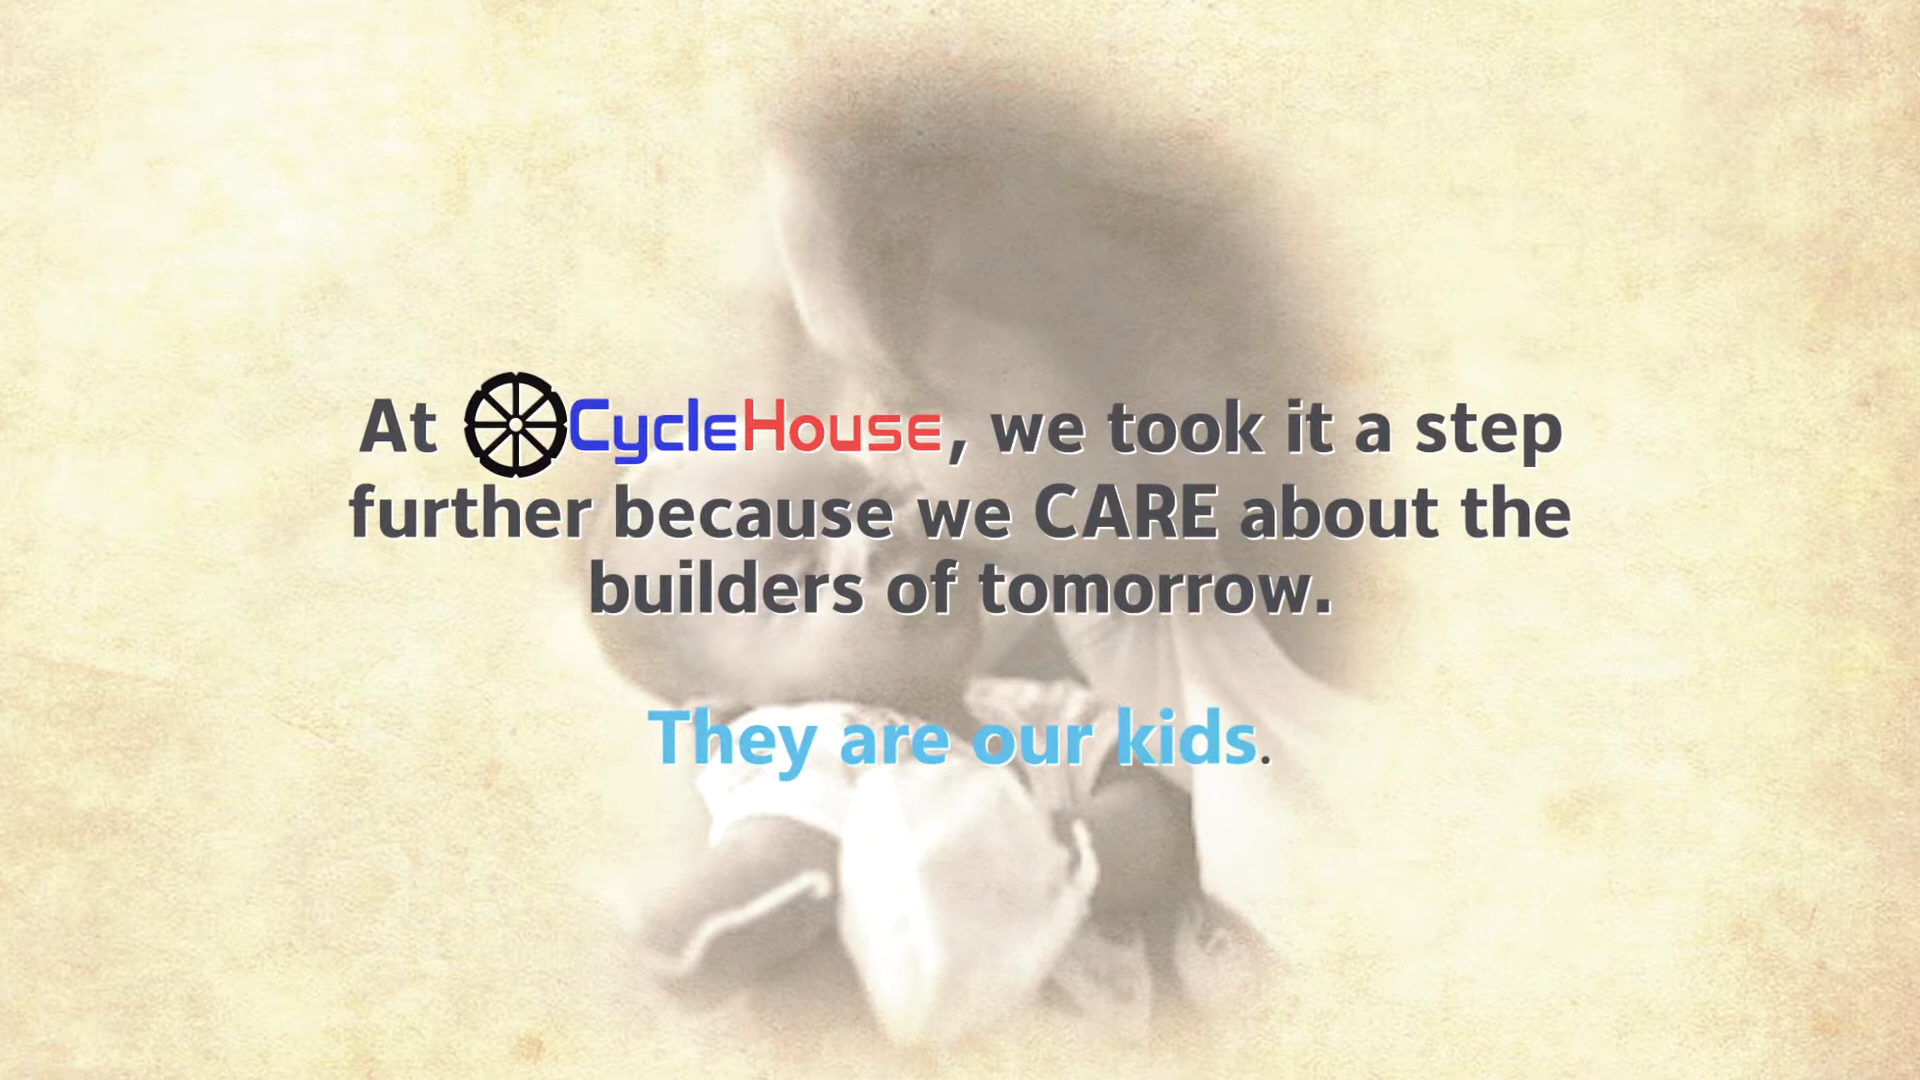 At CycleHouse, we took it a step
further because we CARE about the
builders of tomorrow.
They are our kids.